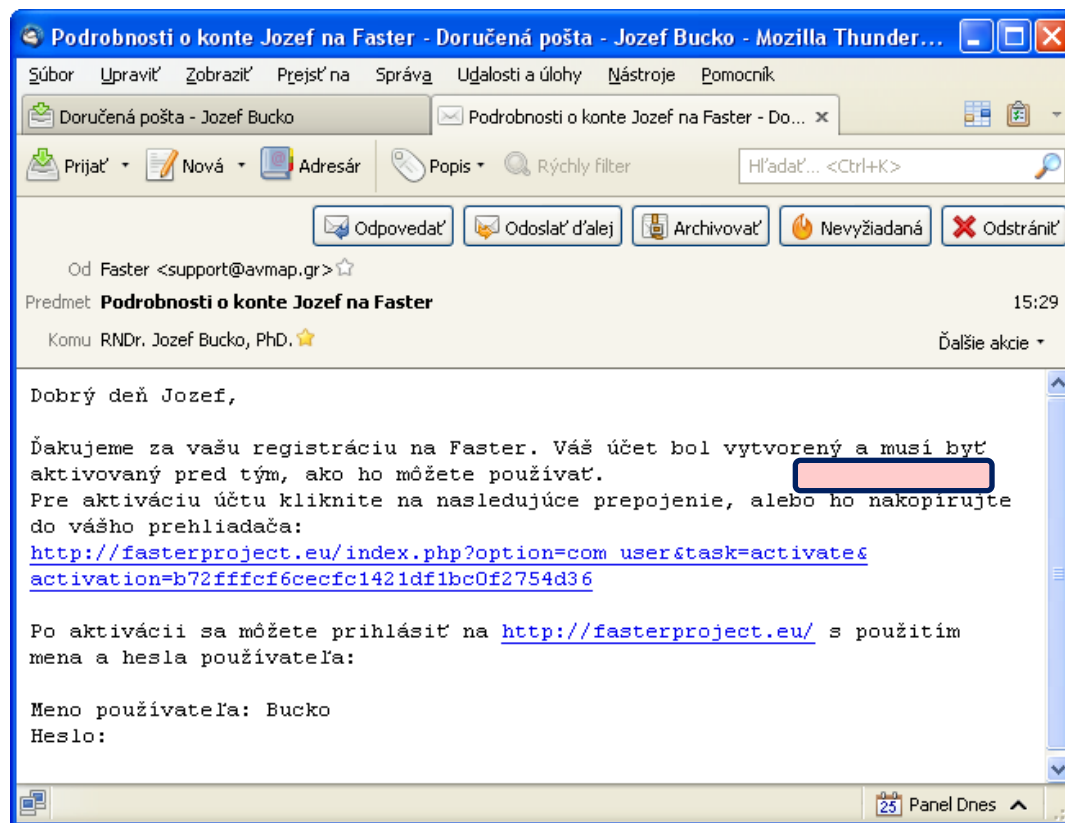 Podrobnosti o konte Jozef na Faster - Doručená pošta - Jozef Bucko - Mozilla Thunder...
Súbor Upraviť Zobraziť Prejsť na Správa Udalosti a úlohy Nástroje Pomocník
Doručená pošta - Jozef Bucko Podrobnosti o konte Jozef na Faster - Do...
Prijať Nová Adresár Popis Rýchly filter Hľadať... <Ctrl+K>
Odpovedať Odoslať ďalej Archivovať Nevyžiadaná Odstrániť
Od Faster <support@avmap.gr>
Predmet Podrobnosti o konte Jozef na Faster 15:29
Komu RNDr. Jozef Bucko, PhD. Ďalšie akcie
Dobrý deň Jozef,
Ďakujeme za vašu registráciu na Faster. Váš účet bol vytvorený a musí byť
aktivovaný pred tým, ako ho môžete používať.
Pre aktiváciu účtu kliknite na nasledujúce prepojenie, alebo ho nakopírujte
do vášho prehliadača:
http://fasterproject.eu/index.php?option=com_user&task=activate&
activation=b72fffcf6cecfc1421df1bc0f2754d36
Po aktivácii sa môžete prihlásiť na http://fasterproject.eu/ s použitím
mena a hesla používateľa:
Meno používateľa: Bucko
Heslo:
25 Panel Dnes